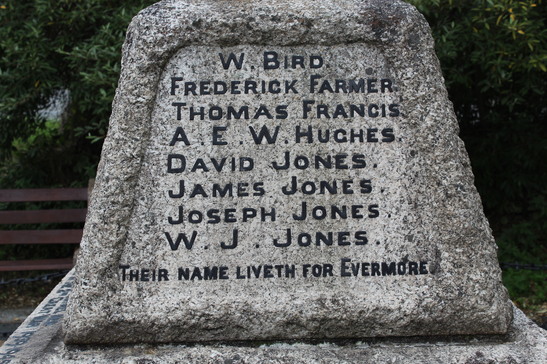 W. BIRD
FREDERICK FARMER.
THOMAS FRANCIS
A. E. W. HUGHES
DAVID JONES.
JAMES JONES.
JOSEPH JONES.
W. J. JONES.
THEIR NAME LIVETH FOR EVERMORE